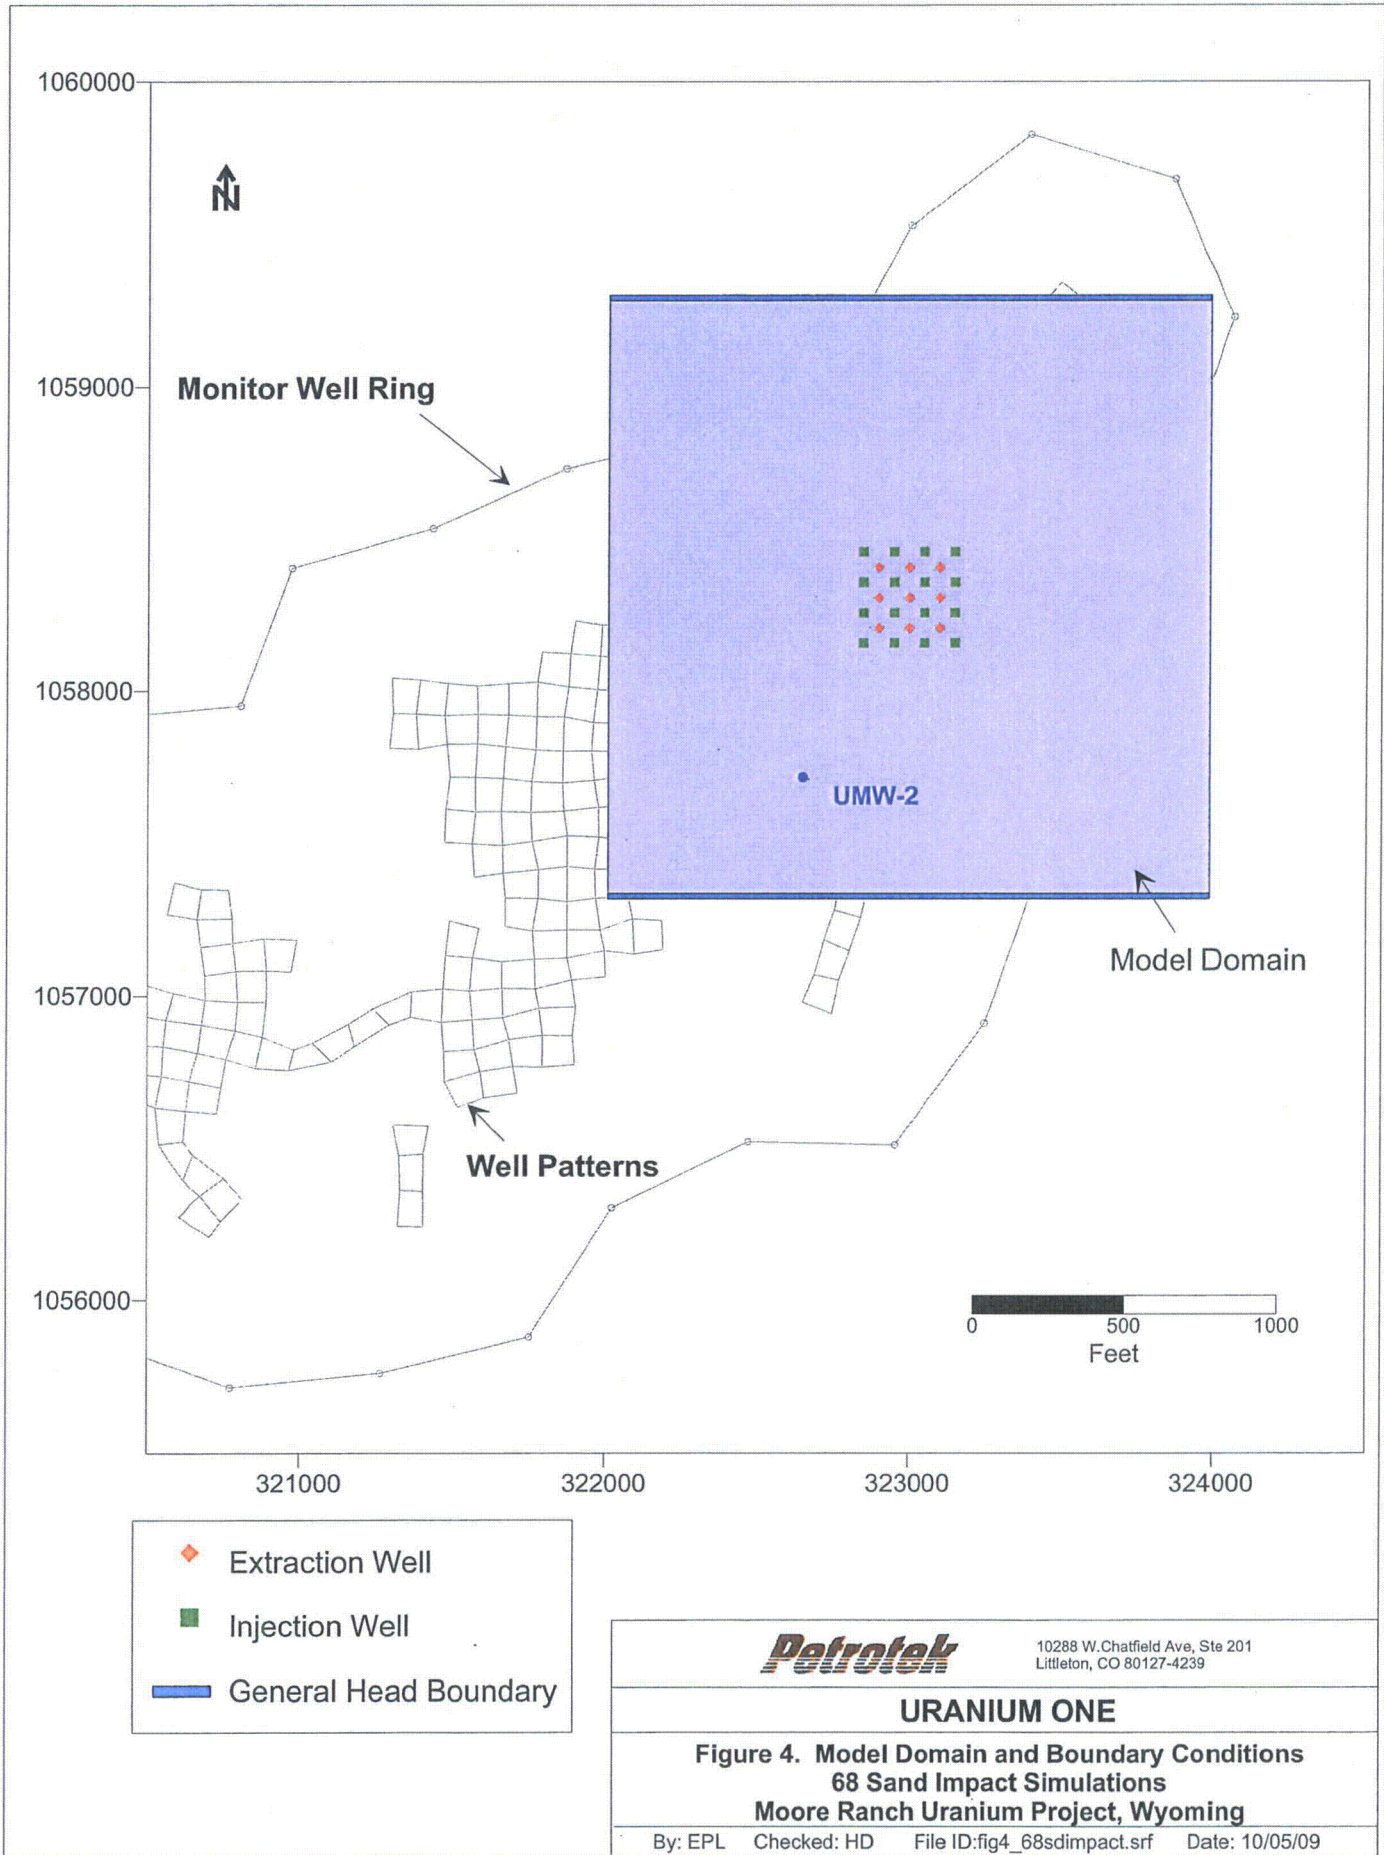 1060000
N
1059000
Monitor Well Ring
1058000
UMW-2
Model Domain
1057000
Well Patterns
1056000
0 500 1000
Feet
321000 322000 323000 324000
Extraction Well
Injection Well
General Head Boundary
Petrotek
10288 W.Chatfield Ave, Ste 201
Littleton, CO 80127-4239
URANIUM ONE
Figure 4. Model Domain and Boundary Conditions
68 Sand Impact Simulations
Moore Ranch Uranium Project, Wyoming
By: EPL Checked: HD File ID:fig4_68sdimpact.srf Date: 10/05/09